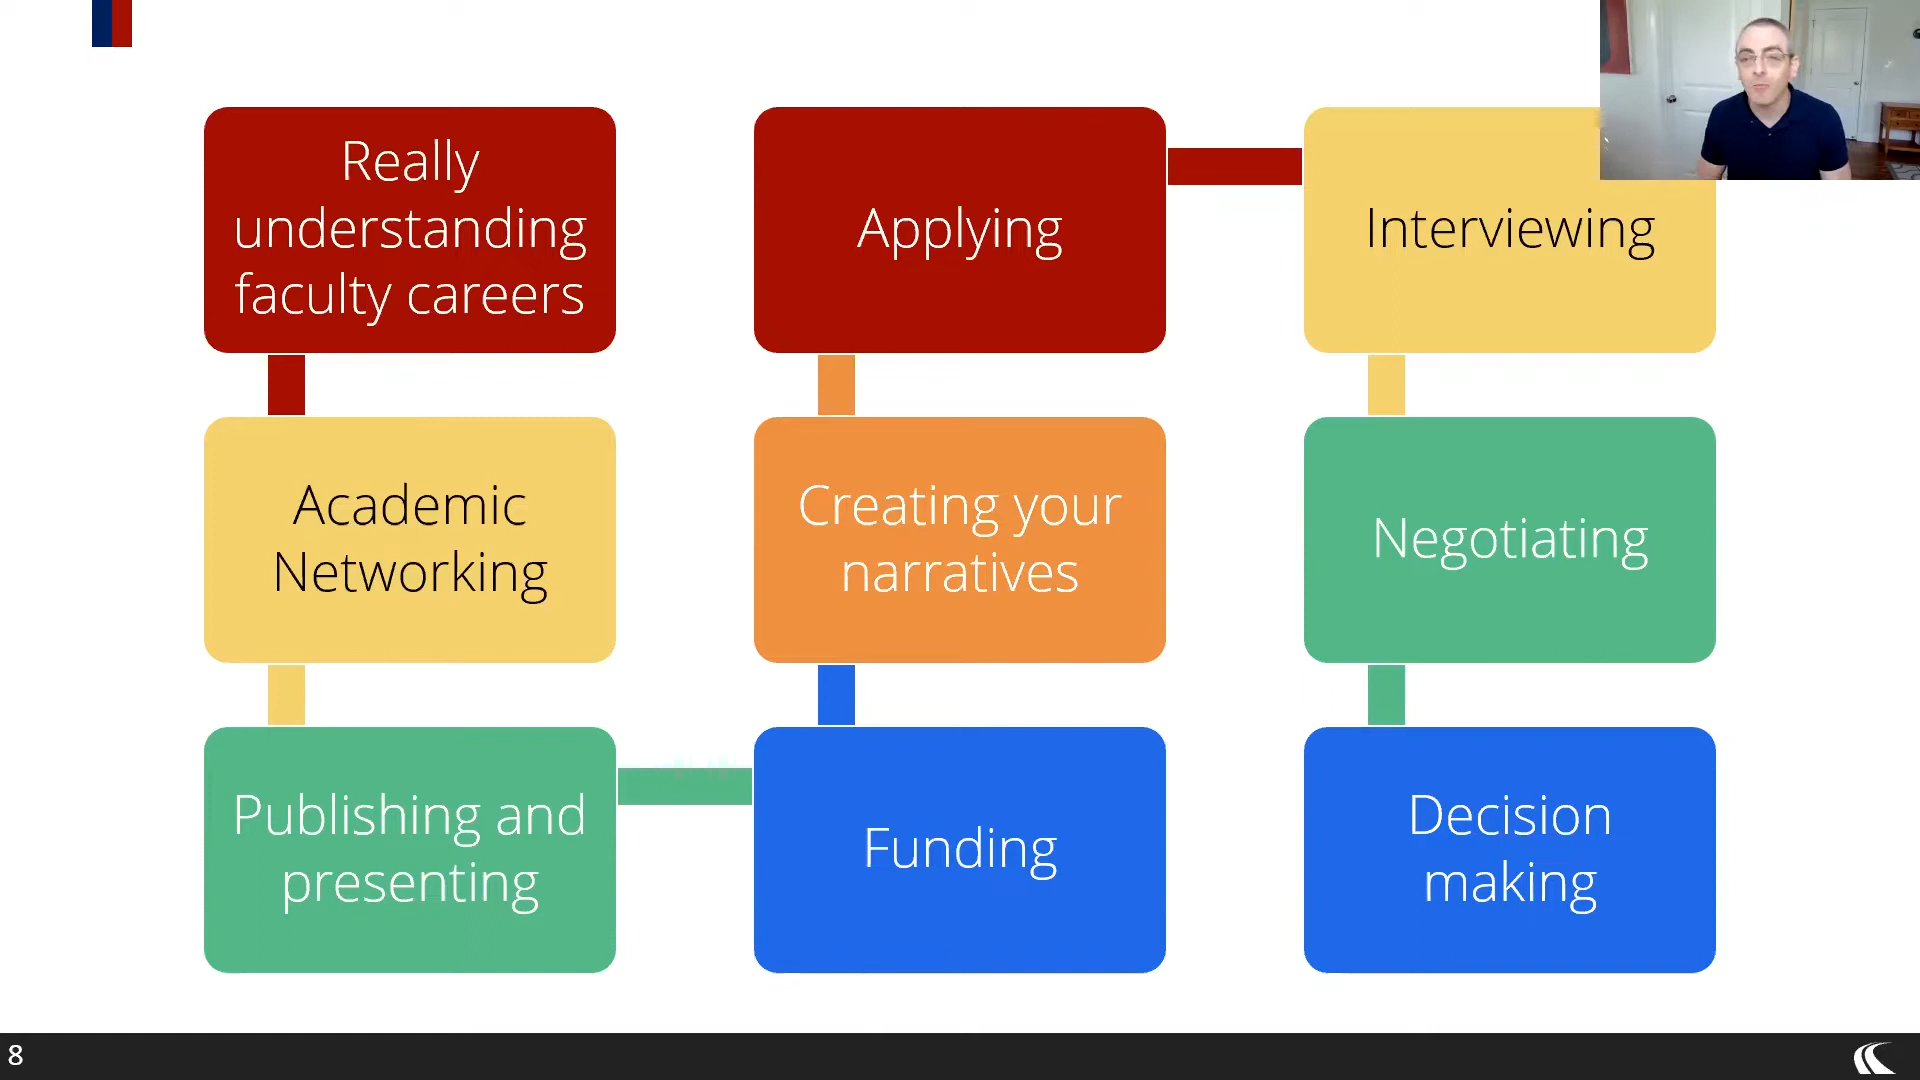 Really
understanding
faculty careers
Academic
Networking
Publishing and
presenting
Funding
Creating your
narratives
Applying
Interviewing
Negotiating
Decision
making
8